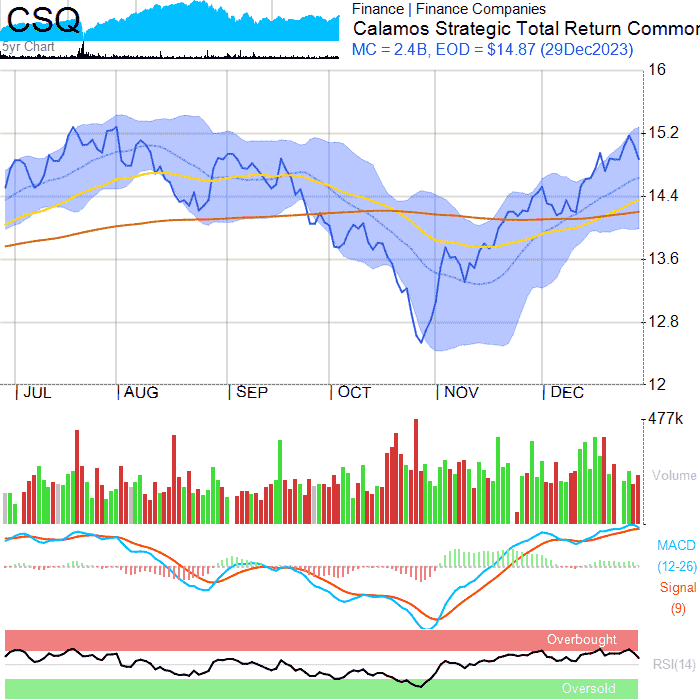 CSQ
5yr Chart
Finance | Finance Companies
Calamos Strategic Total Return Common
MC = 2.4B, EOD = $14.87 (29Dec2023)
16
15.2
14.4
13.6
12.8
12
JUL AUG SEP OCT NOV DEC
477k
Volume
MACD
(12-26)
Signal
(9)
Overbought
RSI(14)
Oversold